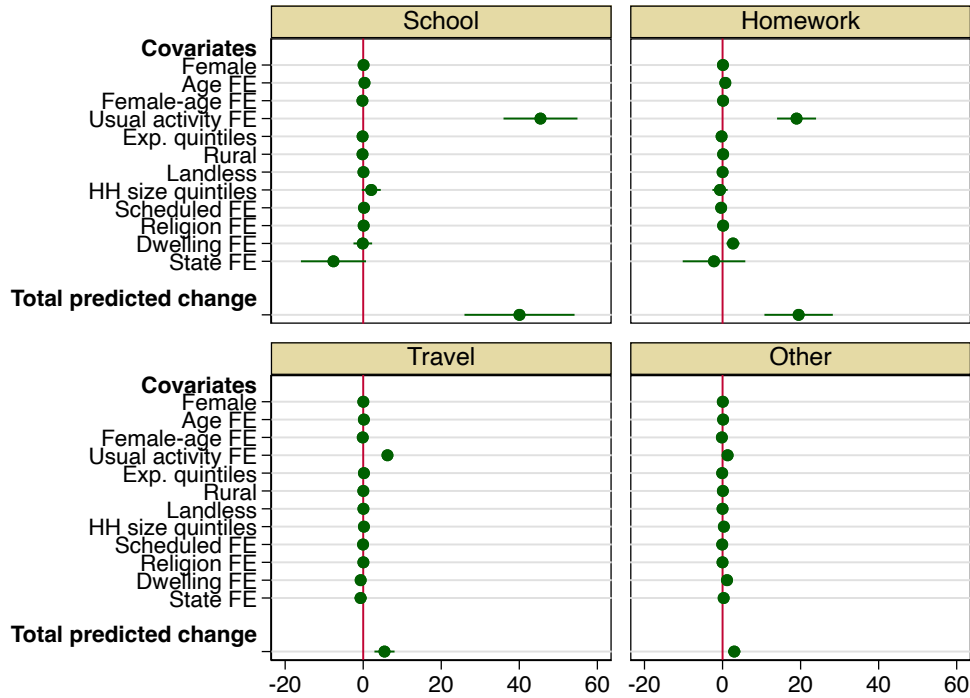 School
Homework
Covariates
Female
Age FE
Female-age FE
Usual activity FE
Exp. quintiles
Rural
Landless
HH size quintiles
Scheduled FE
Religion FE
Dwelling FE
State FE
Total predicted change
Travel
Other
Covariates
Female
Age FE
Female-age FE
Usual activity FE
Exp. quintiles
Rural
Landless
HH size quintiles
Scheduled FE
Religion FE
Dwelling FE
State FE
Total predicted change
-20 0 20 40 60
-20 0 20 40 60